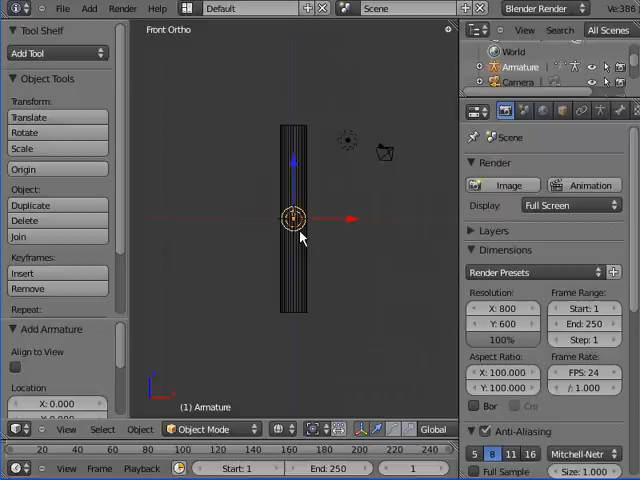 File Add Render Help Default Scene Blender Render Ve:386
Tool Shelf
Add Tool
Object Tools
Transform:
Translate
Rotate
Scale
Origin
Object:
Duplicate
Delete
Join
Keyframes:
Insert
Remove
Repeat:
Add Armature
Align to View
Location
X: 0.000
Front Ortho
(1) Armature
View Select Object Object Mode Global
View Search All Scenes
World
Armature
Camera
Scene
Render
Image Animation
Display: Full Screen
Layers
Dimensions
Render Presets
Resolution: Frame Range:
X: 800 Start: 1
Y: 600 End: 250
100% Step: 1
Aspect Ratio: Frame Rate:
X: 100.000 FPS: 24
Y: 100.000 /: 1.000
Bor Cro
Anti-Aliasing
5 8 11 16 Mitchell-Netr
Full Sample Size: 1.000
20 40 60 80 100 120 140 160 180 200 220 240
View Frame Playback Start: 1 End: 250 1